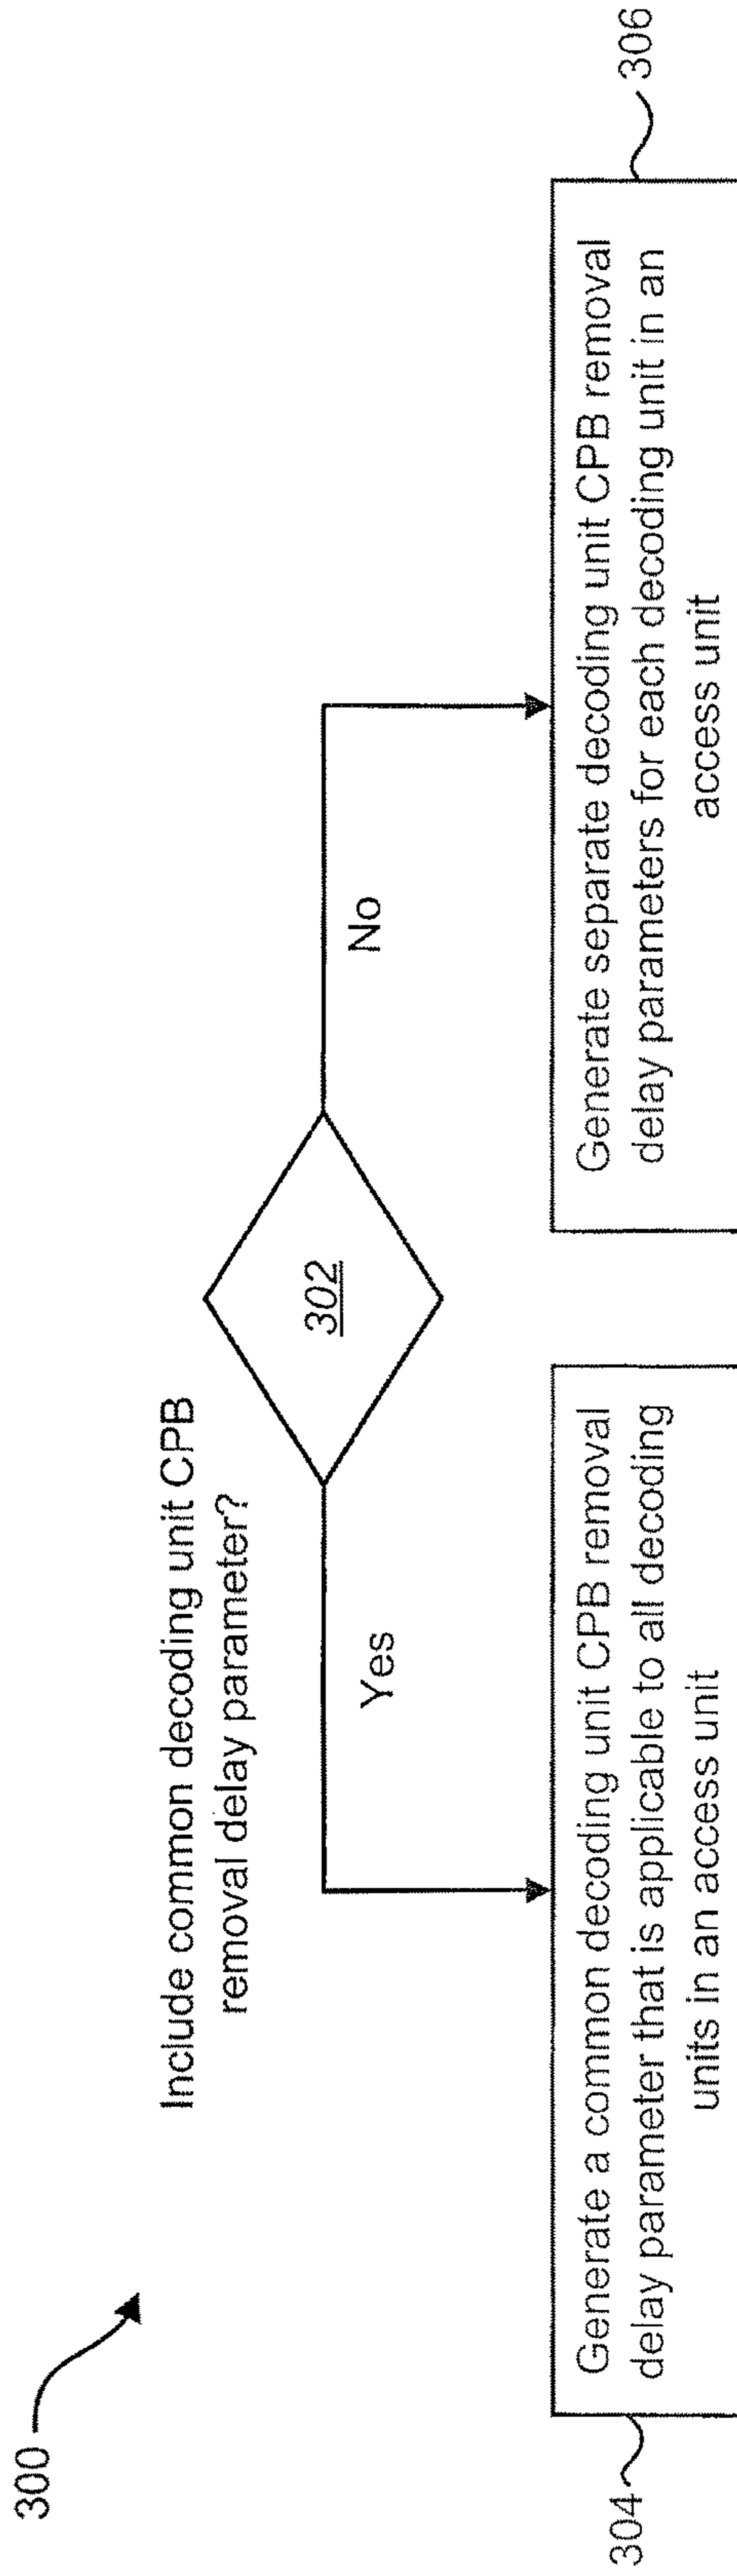 300
Include common decoding unit CPB
removal delay parameter?
302
Yes
No
304
Generate a common decoding unit CPB removal
delay parameter that is applicable to all decoding
units in an access unit
306
Generate separate decoding unit CPB removal
delay parameters for each decoding unit in an
access unit